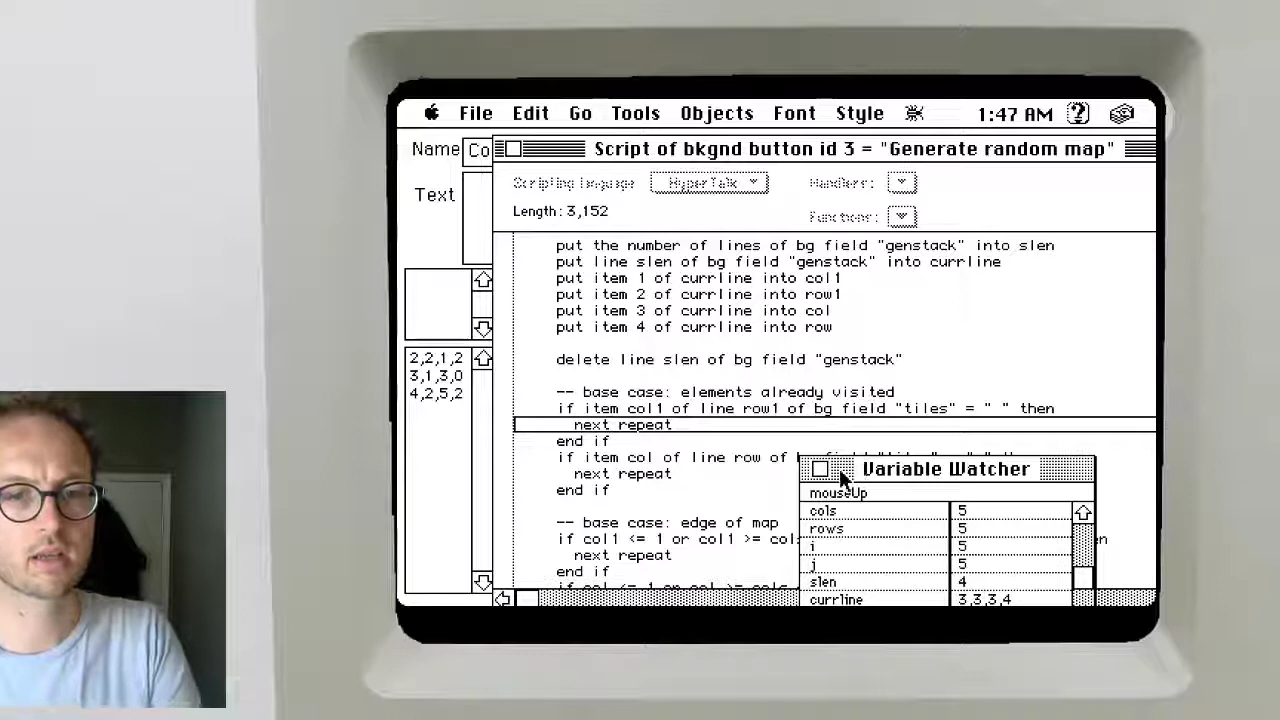 File Edit Go Tools Objects Font Style 1:47 AM
Name Co
Script of bkgnd button id 3 = "Generate random map"
Scripting language HyperTalk Handlers:
Text
Length: 3,152
Functions:
put the number of lines of bg field "genstack" into slen
put line slen of bg field "genstack" into currline
put item 1 of currline into col1
put item 2 of currline into row1
put item 3 of currline into col
put item 4 of currline into row
delete line slen of bg field "genstack"
-- base case: elements already visited
if item col1 of line row1 of bg field "tiles" = " " then
next repeat
end if
if item col of line row of
next repeat
end if
-- base case: edge of map
if col1 <= 1 or col1 >= cols
next repeat
end if
2,2,1,2
3,1,3,0
4,2,5,2
Variable Watcher
mouseUp
cols 5
rows 5
i 5
j 5
slen 4
currline 3,3,3,4